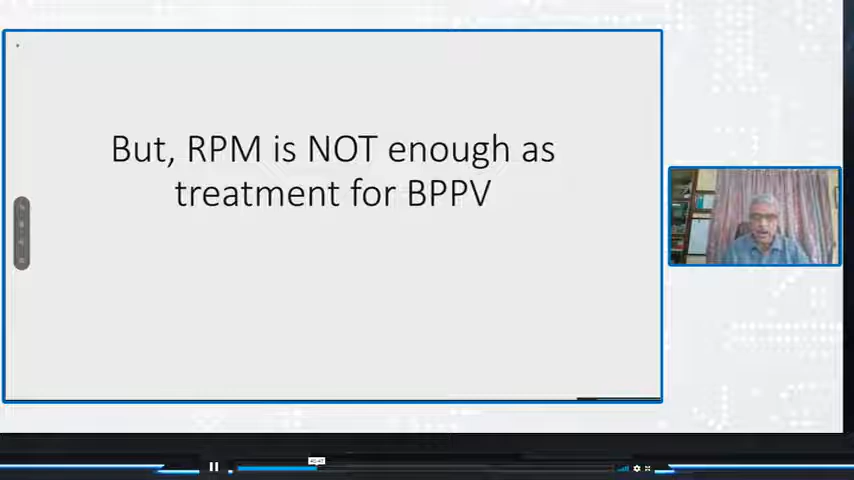 But, RPM is NOT enough as
treatment for BPPV